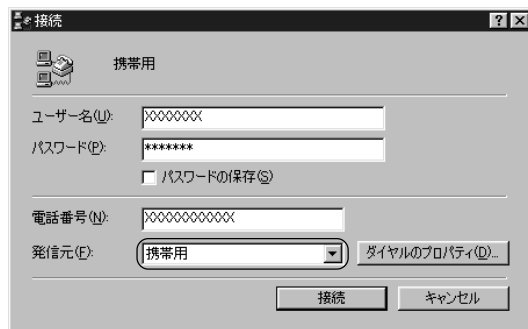 接続
携帯用
ユーザー名(U): XXXXXXX
パスワード(P): *******
パスワードの保存(S)
電話番号(N): XXXXXXXXXXX
発信元(F): 携帯用 ダイヤルのプロパティ(D)...
接続 キャンセル